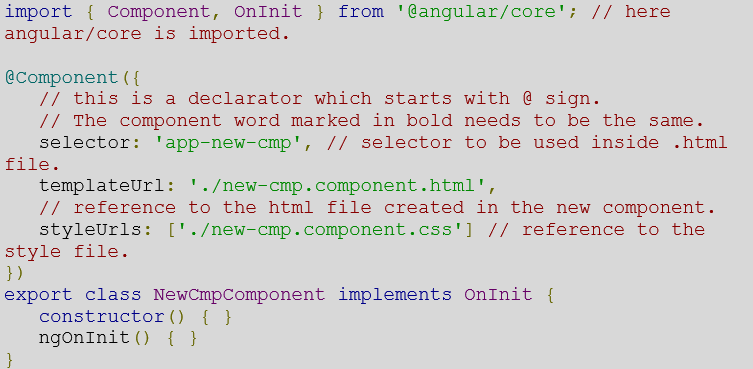 import { Component, OnInit } from '@angular/core'; // here
angular/core is imported.
@Component({
// this is a declarator which starts with @ sign.
// The component word marked in bold needs to be the same.
selector: 'app-new-cmp', // selector to be used inside .html
file.
templateUrl: './new-cmp.component.html',
// reference to the html file created in the new component.
styleUrls: ['./new-cmp.component.css'] // reference to the
style file.
})
export class NewCmpComponent implements OnInit {
constructor() { }
ngOnInit() { }
}